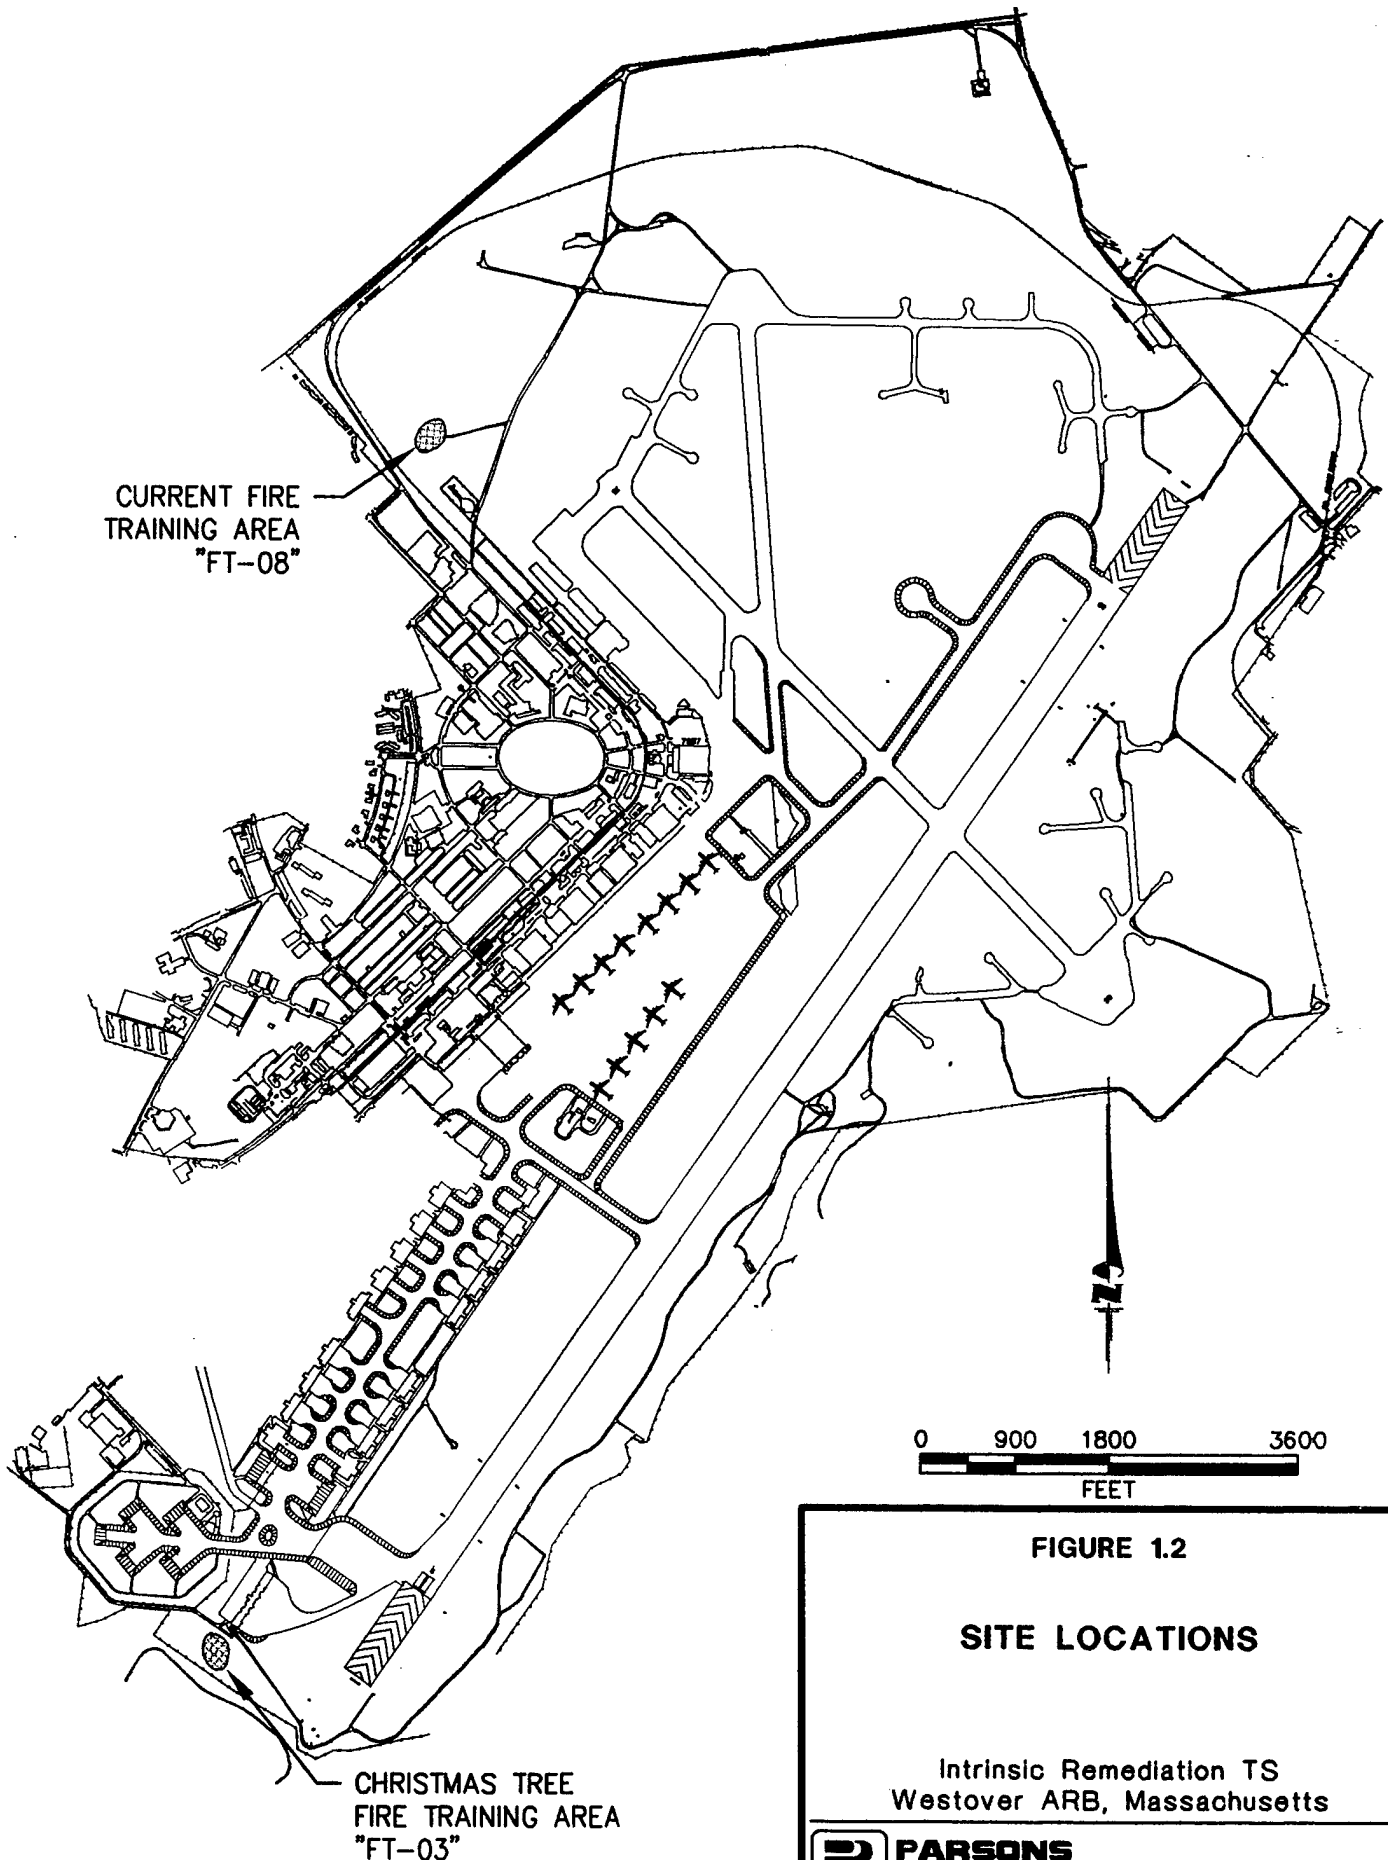 CURRENT FIRE
TRAINING AREA
"FT-08"
0 900 1800 3600
FEET
FIGURE 1.2
SITE LOCATIONS
Intrinsic Remediation TS
Westover ARB, Massachusetts
PARSONS
CHRISTMAS TREE
FIRE TRAINING AREA
"FT-03"